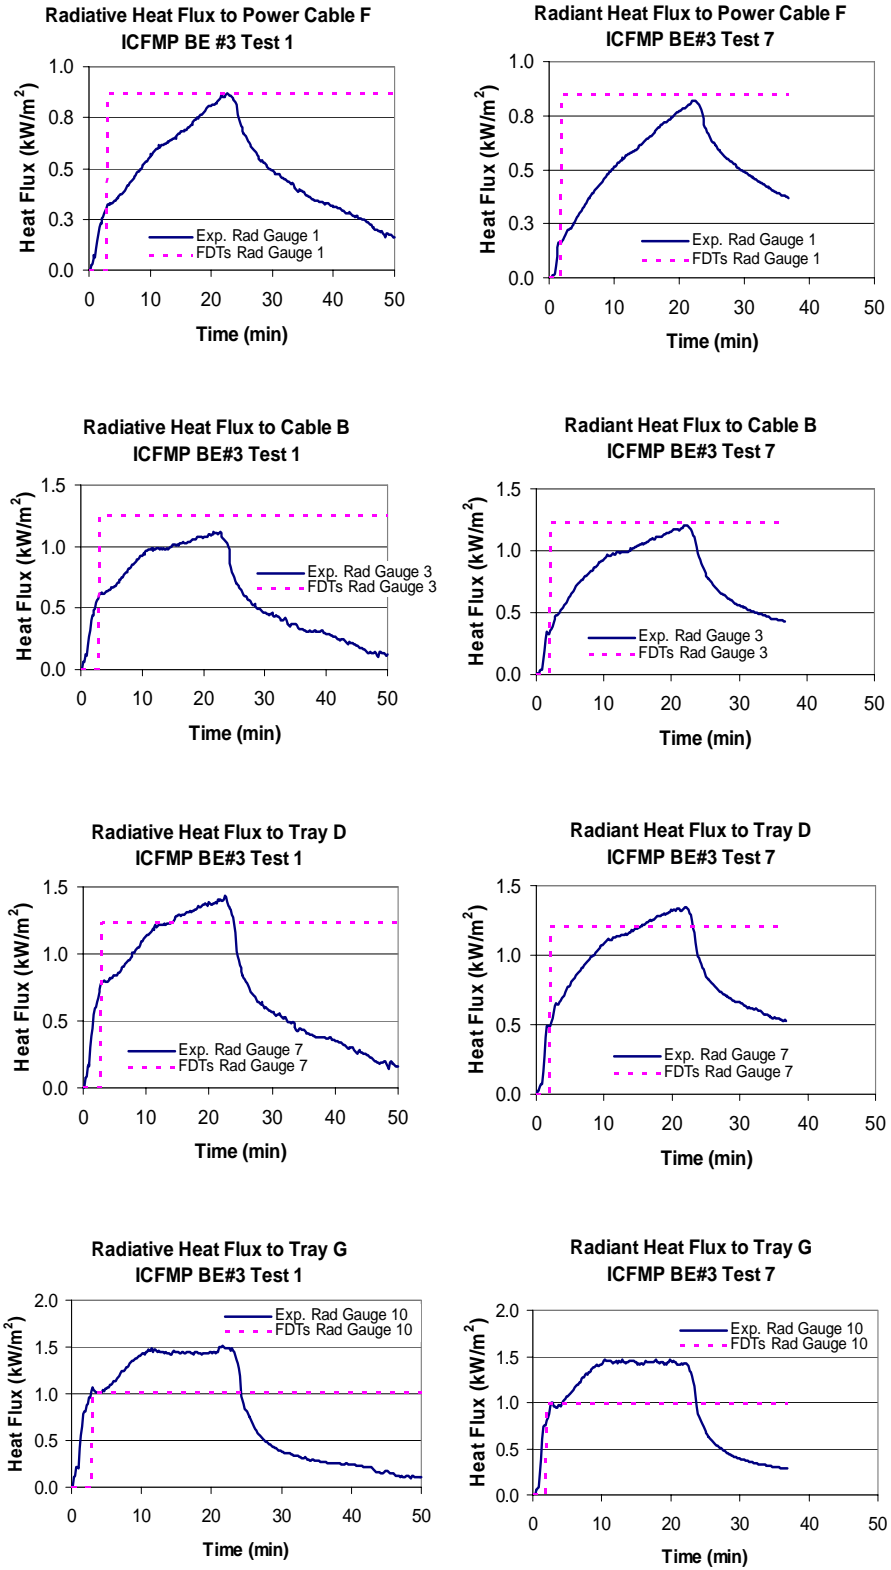 Radiative Heat Flux to Power Cable F
ICFMP BE #3 Test 1
1.0
0.8
0.5
0.3
0.0
Heat Flux (kW/m²)
Exp. Rad Gauge 1
FDTs Rad Gauge 1
0 10 20 30 40 50
Time (min)
Radiant Heat Flux to Power Cable F
ICFMP BE#3 Test 7
1.0
0.8
0.5
0.3
0.0
Heat Flux (kW/m²)
Exp. Rad Gauge 1
FDTs Rad Gauge 1
0 10 20 30 40 50
Time (min)
Radiative Heat Flux to Cable B
ICFMP BE#3 Test 1
1.5
1.0
0.5
0.0
Heat Flux (kW/m²)
Exp. Rad Gauge 3
FDTs Rad Gauge 3
0 10 20 30 40 50
Time (min)
Radiant Heat Flux to Cable B
ICFMP BE#3 Test 7
1.5
1.0
0.5
0.0
Heat Flux (kW/m²)
Exp. Rad Gauge 3
FDTs Rad Gauge 3
0 10 20 30 40 50
Time (min)
Radiative Heat Flux to Tray D
ICFMP BE#3 Test 1
1.5
1.0
0.5
0.0
Heat Flux (kW/m²)
Exp. Rad Gauge 7
FDTs Rad Gauge 7
0 10 20 30 40 50
Time (min)
Radiant Heat Flux to Tray D
ICFMP BE#3 Test 7
1.5
1.0
0.5
0.0
Heat Flux (kW/m²)
Exp. Rad Gauge 7
FDTs Rad Gauge 7
0 10 20 30 40 50
Time (min)
Radiative Heat Flux to Tray G
ICFMP BE#3 Test 1
2.0
1.5
1.0
0.5
0.0
Heat Flux (kW/m²)
Exp. Rad Gauge 10
FDTs Rad Gauge 10
0 10 20 30 40 50
Time (min)
Radiant Heat Flux to Tray G
ICFMP BE#3 Test 7
2.0
1.5
1.0
0.5
0.0
Heat Flux (kW/m²)
Exp. Rad Gauge 10
FDTs Rad Gauge 10
0 10 20 30 40 50
Time (min)